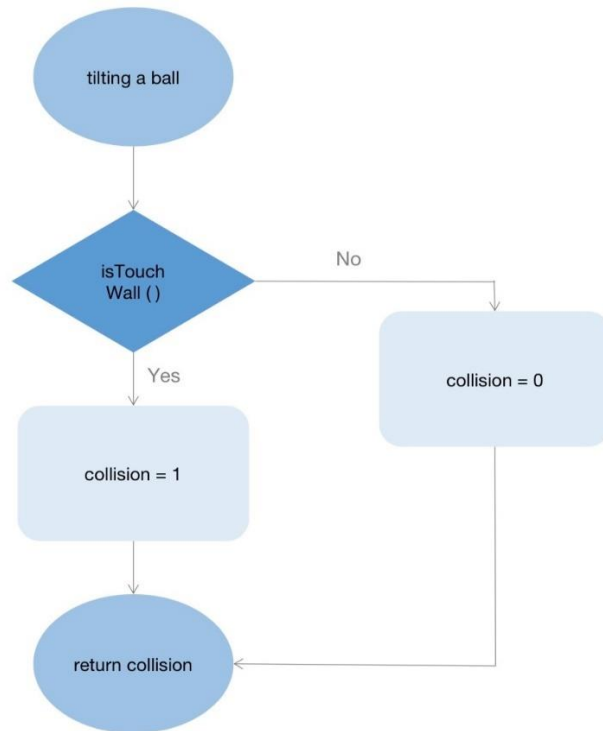 tilting a ball
isTouch
Wall ( )
No
Yes
collision = 0
collision = 1
return collision